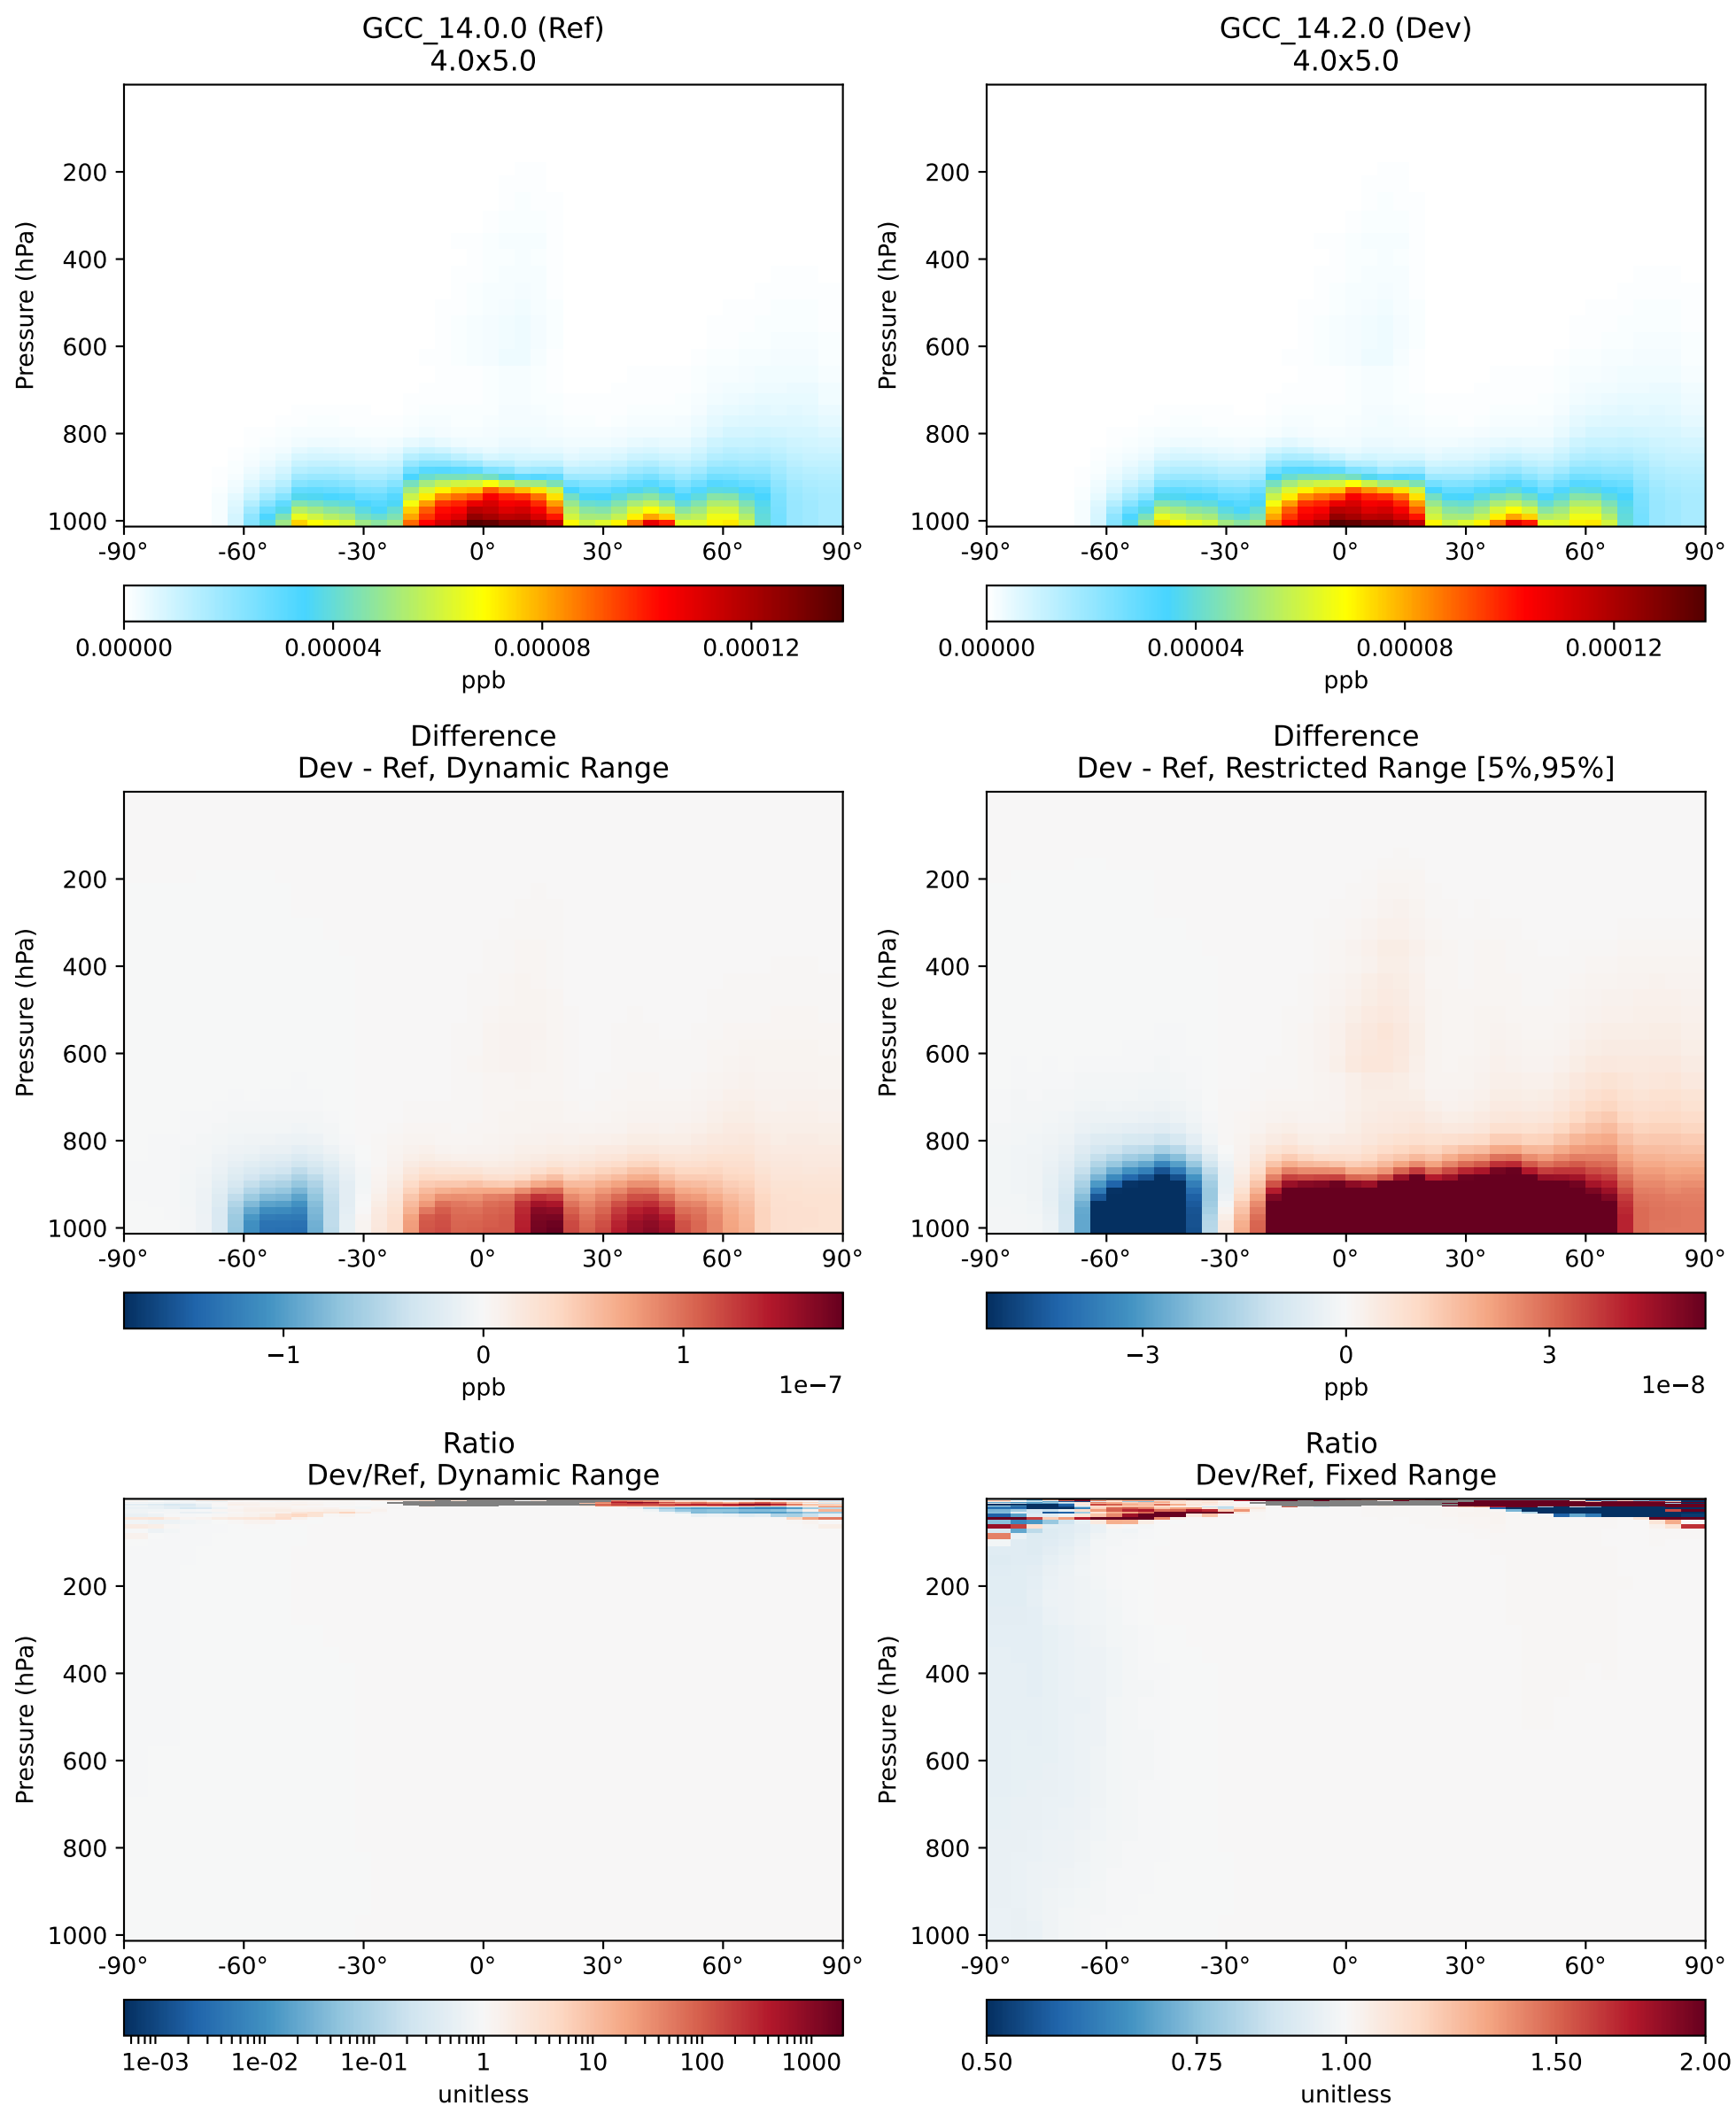 GCC_14.0.0 (Ref)
4.0x5.0
GCC_14.2.0 (Dev)
4.0x5.0
Pressure (hPa)
200
400
600
800
1000
-90° -60° -30° 0° 30° 60° 90°
0.00000 0.00004 0.00008 0.00012
ppb
Pressure (hPa)
200
400
600
800
1000
-90° -60° -30° 0° 30° 60° 90°
0.00000 0.00004 0.00008 0.00012
ppb
Difference
Dev - Ref, Dynamic Range
Difference
Dev - Ref, Restricted Range [5%,95%]
Pressure (hPa)
200
400
600
800
1000
-90° -60° -30° 0° 30° 60° 90°
−1 0 1
ppb
1e−7
Pressure (hPa)
200
400
600
800
1000
-90° -60° -30° 0° 30° 60° 90°
−3 0 3
ppb
1e−8
Ratio
Dev/Ref, Dynamic Range
Ratio
Dev/Ref, Fixed Range
Pressure (hPa)
200
400
600
800
1000
-90° -60° -30° 0° 30° 60° 90°
1e-03 1e-02 1e-01 1 10 100 1000
unitless
Pressure (hPa)
200
400
600
800
1000
-90° -60° -30° 0° 30° 60° 90°
0.50 0.75 1.00 1.50 2.00
unitless